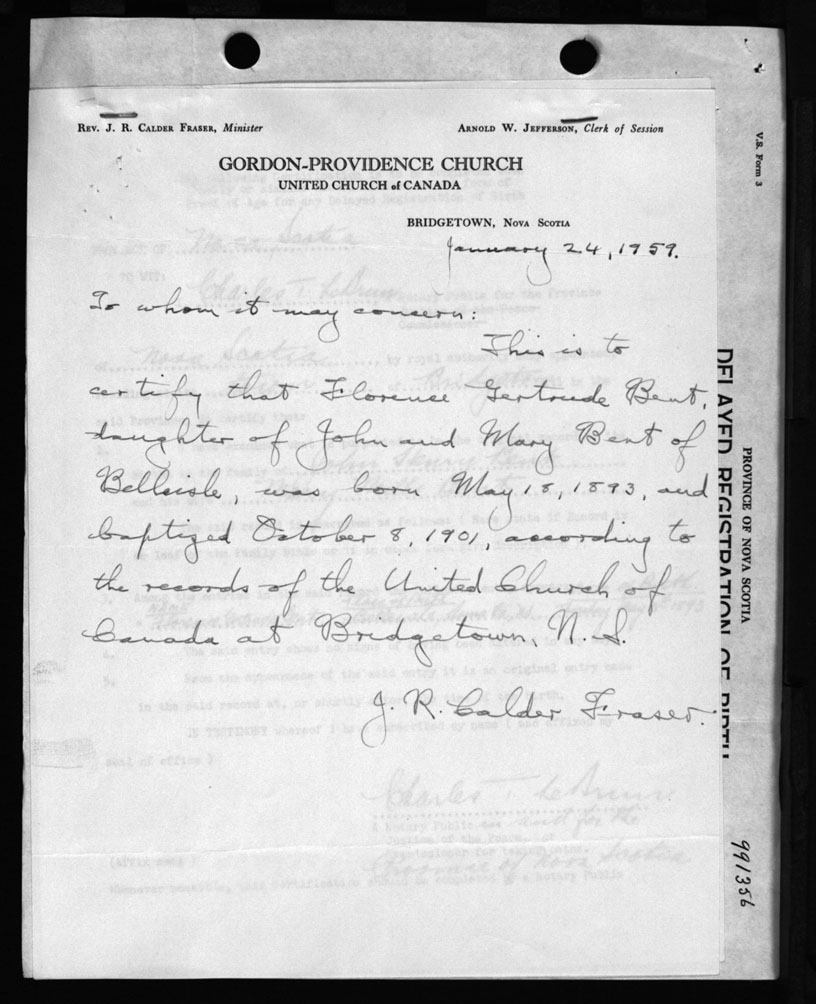 REV. J. R. CALDER FRASER, Minister
ARNOLD W. JEFFERSON, Clerk of Session
GORDON-PROVIDENCE CHURCH
UNITED CHURCH of CANADA
BRIDGETOWN, NOVA SCOTIA
January 24, 1959.
To whom it may concern:
This is to
certify that Florence Gertrude Bent,
daughter of John and Mary Bent of
Belleisle, was born May 18, 1893, and
baptized October 8, 1901, according to
the records of the United Church of
Canada at Bridgetown, N.S.
J. R. Calder Fraser.
V.S. Form 3
PROVINCE OF NOVA SCOTIA
DELAYED REGISTRATION OF BIRTH
991356